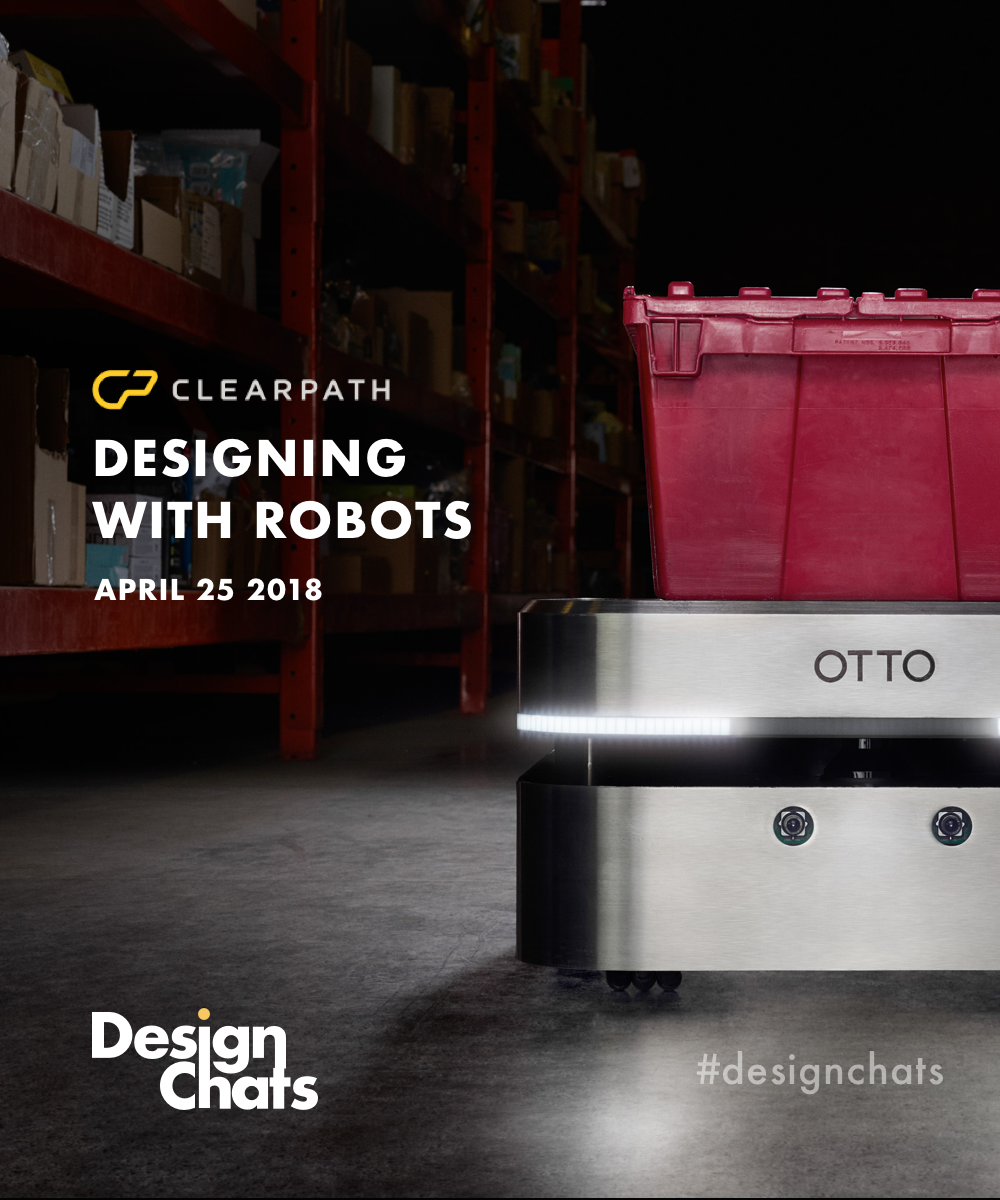 CLEARPATH
DESIGNING
WITH ROBOTS
APRIL 25 2018
OTTO
Design
Chats
#designchats